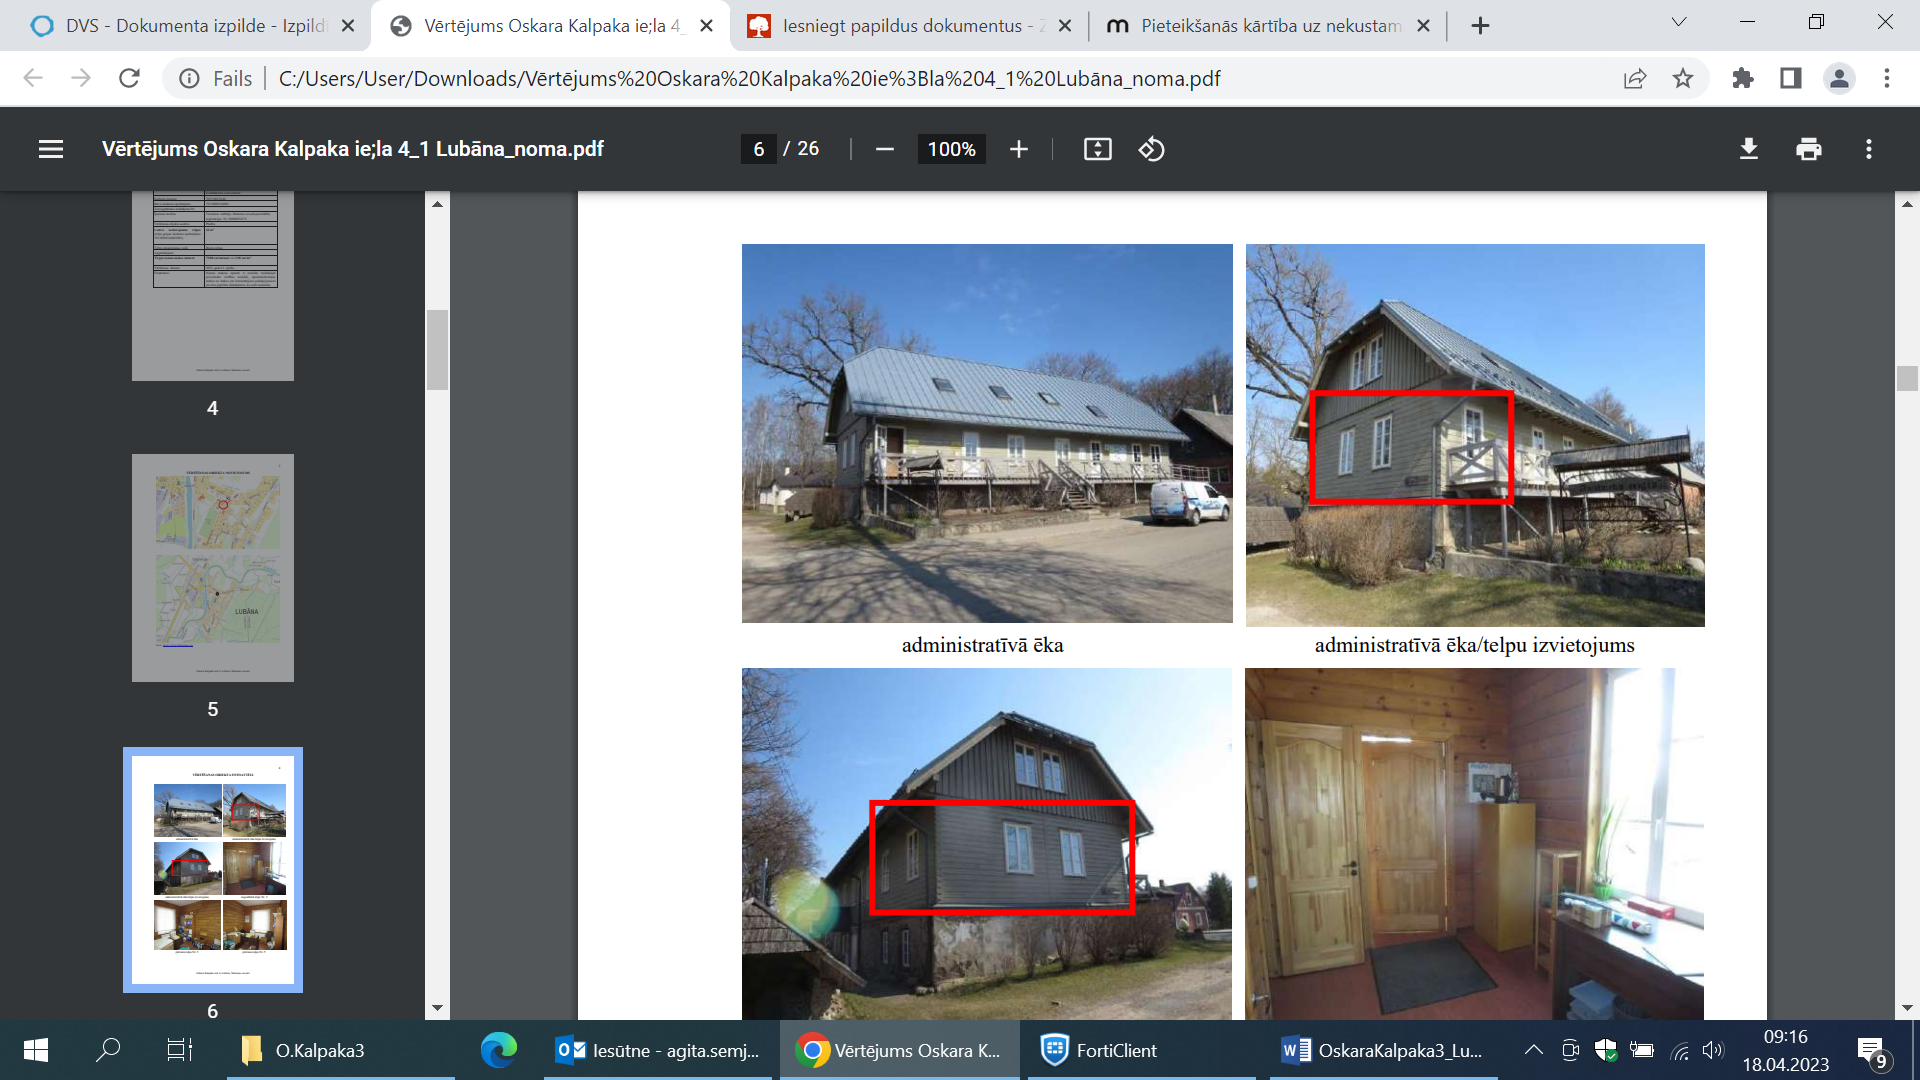 DVS - Dokumenta izpilde - Izpildī
Vērtējums Oskara Kalpaka ie;la 4_
Iesniegt papildus dokumentus - Z
Pieteikšanās kārtība uz nekustam
Fails
C:/Users/User/Downloads/Vērtējums%20Oskara%20Kalpaka%20ie%3Bla%204_1%20Lubāna_noma.pdf
Vērtējums Oskara Kalpaka ie;la 4_1 Lubāna_noma.pdf
6 / 26
100%
4
LUBĀNA
5
6
administratīvā ēka
administratīvā ēka/telpu izvietojums
O.Kalpaka3
Iesūtne - agita.semj...
Vērtējums Oskara K...
FortiClient
OskaraKalpaka3_Lu...
09:16
18.04.2023
9